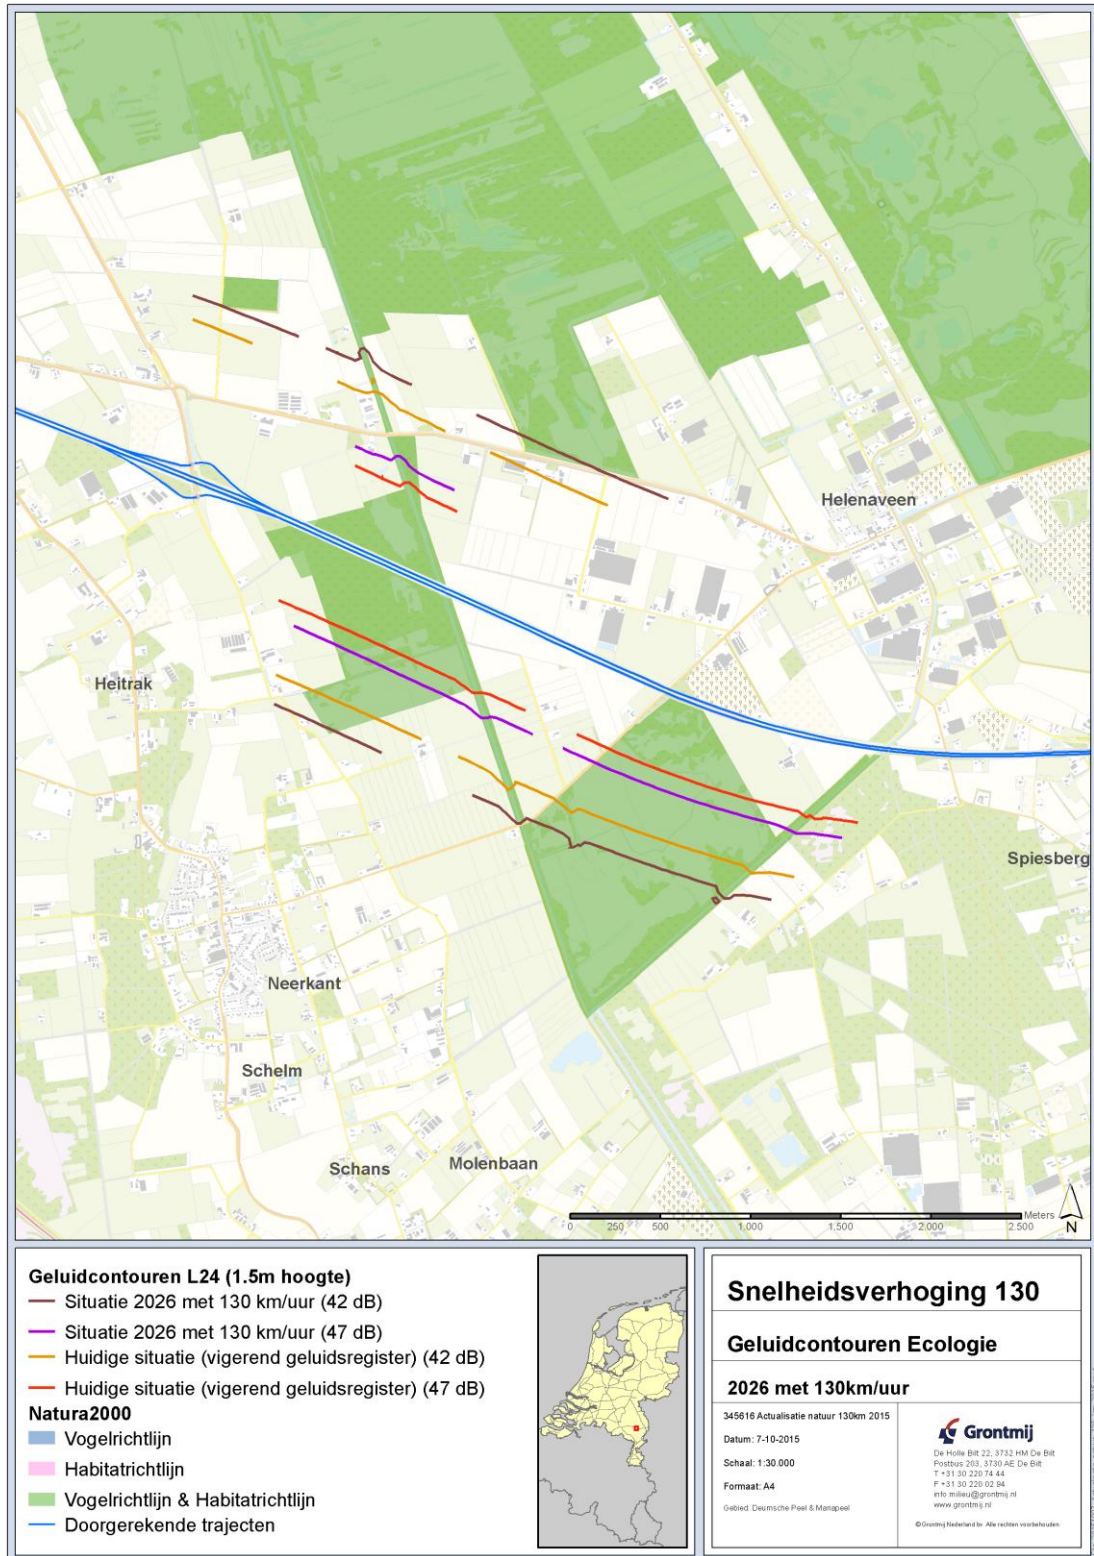 Helenaveen
Heitrak
Spiesberg
Neerkant
Schelm
Schans
Molenbaan
Meters
0 250 500 1.000 1.500 2.000 2.500
N
Geluidcontouren L24 (1.5m hoogte)
Situatie 2026 met 130 km/uur (42 dB)
Situatie 2026 met 130 km/uur (47 dB)
Huidige situatie (vigerend geluidsregister) (42 dB)
Huidige situatie (vigerend geluidsregister) (47 dB)
Natura2000
Vogelrichtlijn
Habitatrichtlijn
Vogelrichtlijn & Habitatrichtlijn
Doorgerekende trajecten
Snelheidsverhoging 130
Geluidcontouren Ecologie
2026 met 130km/uur
345616 Actualisatie natuur 130km 2015
Datum: 7-10-2015
Schaal: 1:30.000
Formaat: A4
Gebied: Deurnsche Peel & Mariapeel
Grontmij
De Holle Bilt 22, 3732 HM De Bilt
Postbus 203, 3730 AE De Bilt
T +31 30 220 74 44
F +31 30 220 02 94
info.milieu@grontmij.nl
www.grontmij.nl
© Grontmij Nederland bv. Alle rechten voorbehouden